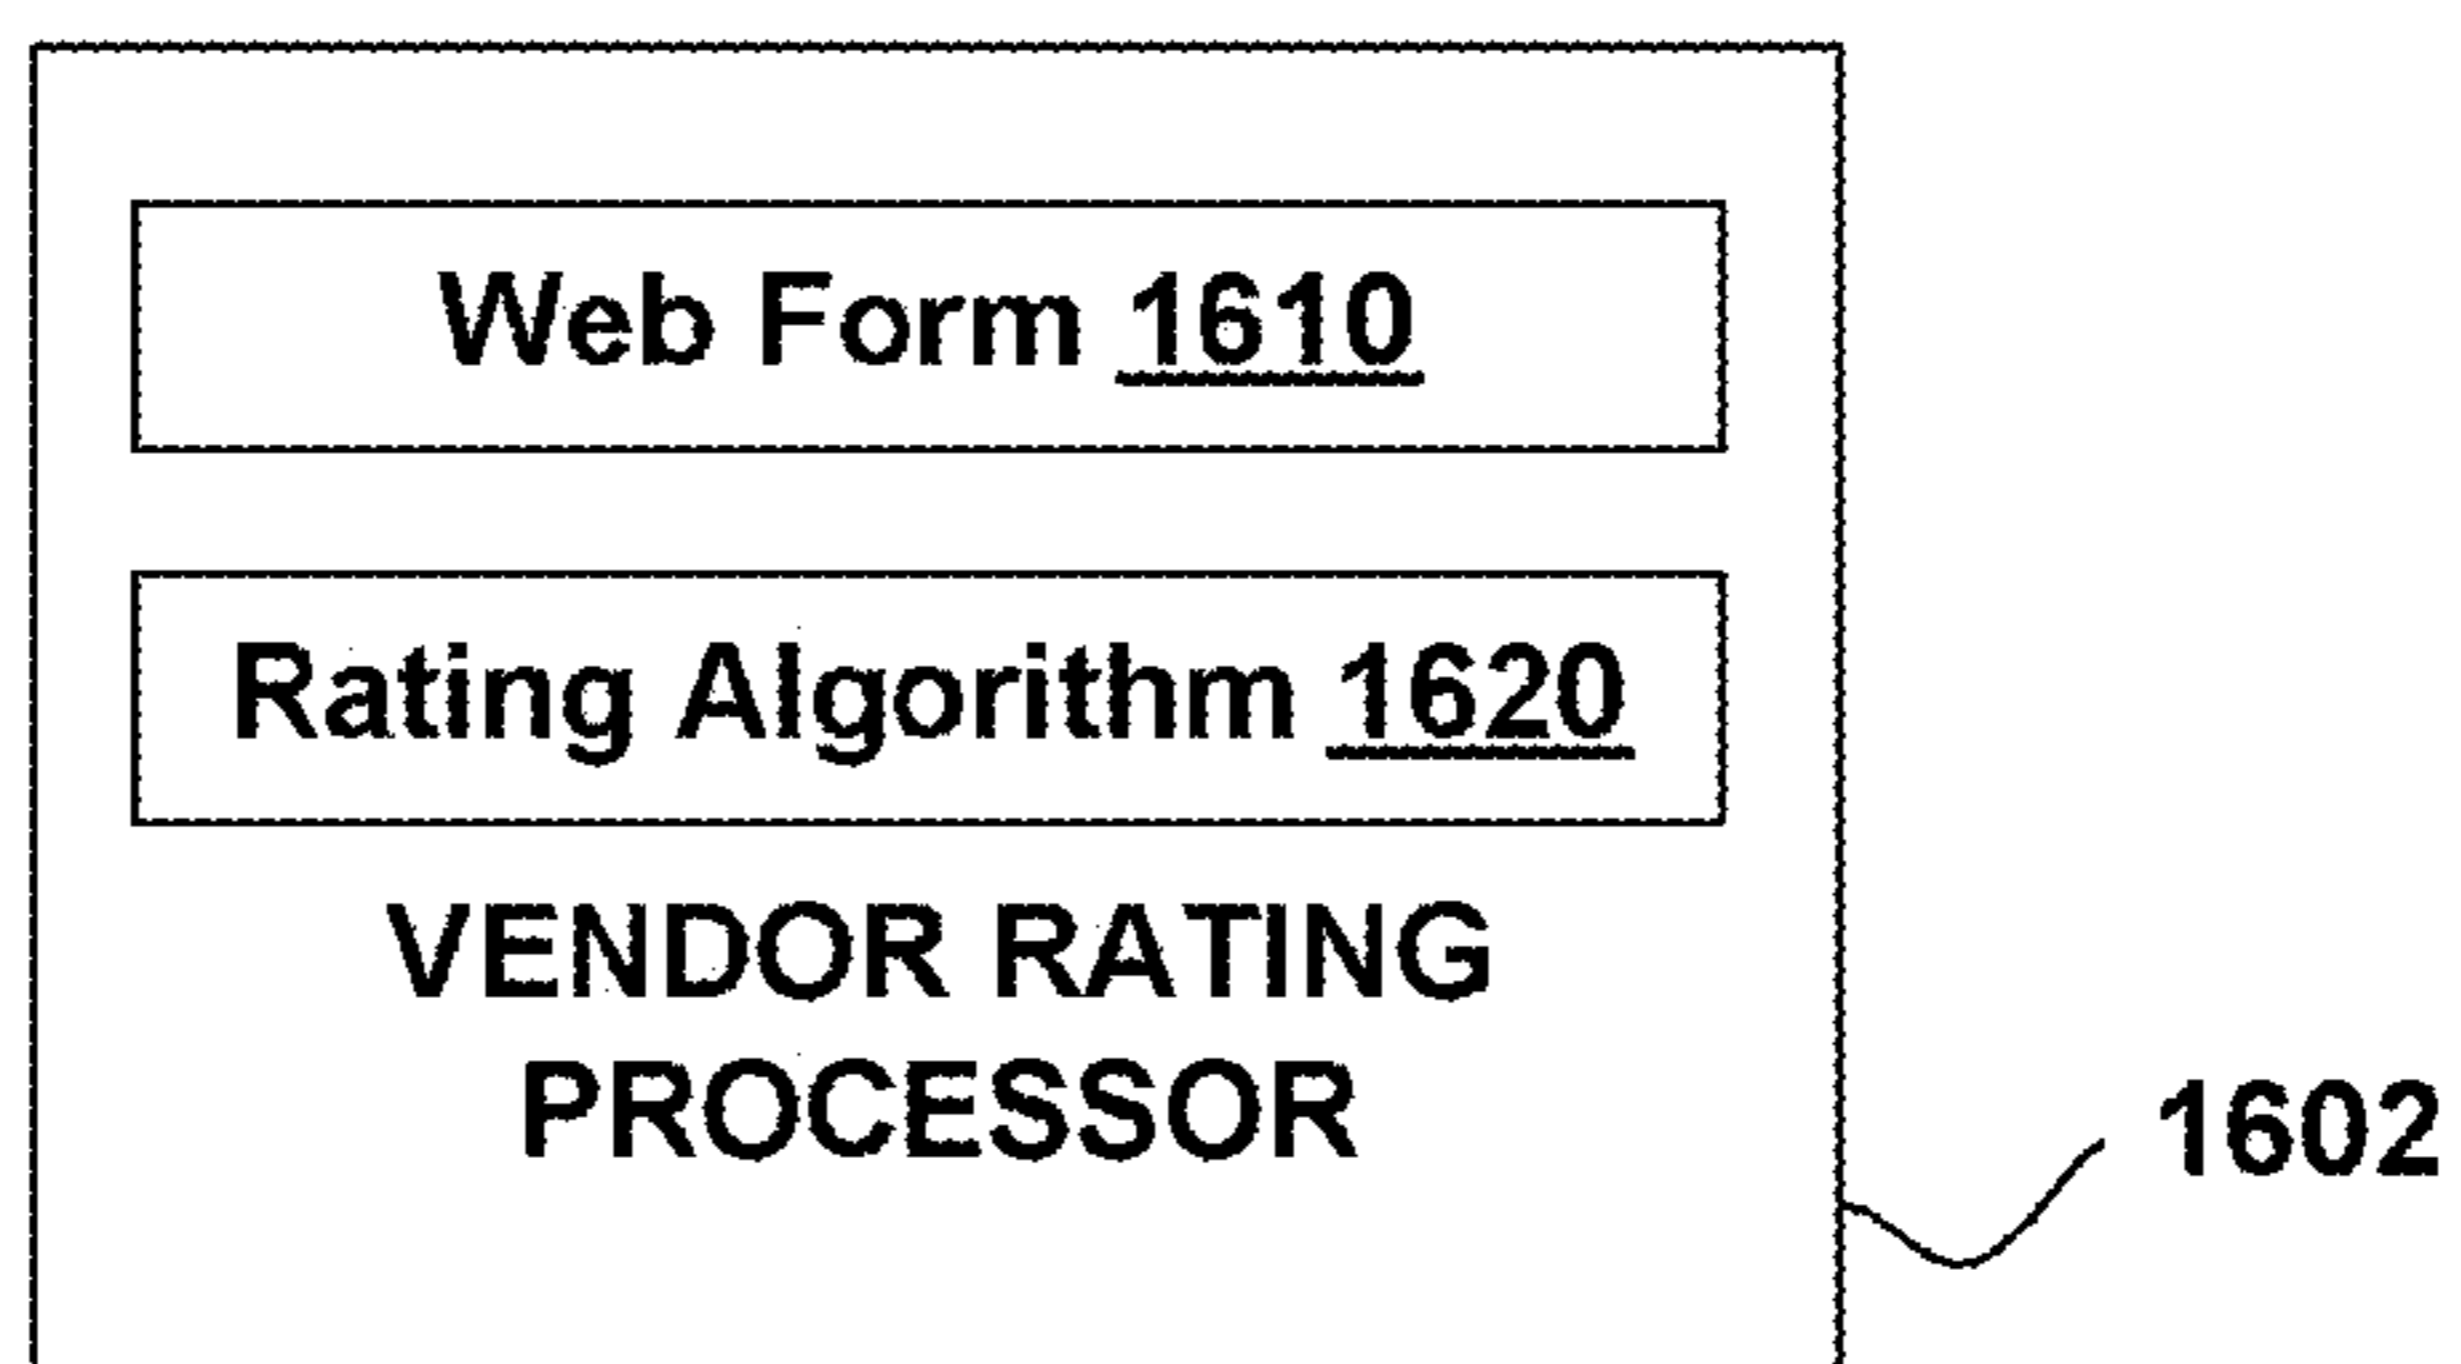 Web Form 1610
Rating Algorithm 1620
VENDOR RATING
PROCESSOR
1602